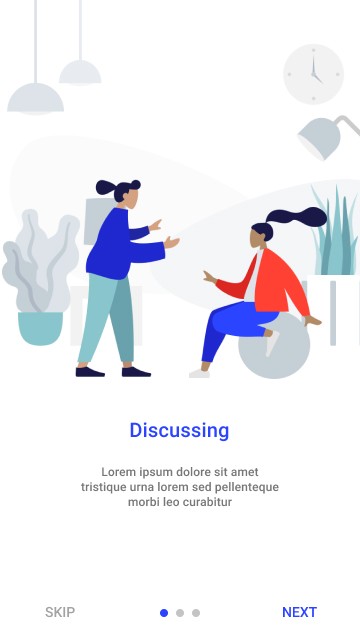 Discussing
Lorem ipsum dolore sit amet
tristique urna lorem sed pellenteque
morbi leo curabitur
SKIP
NEXT